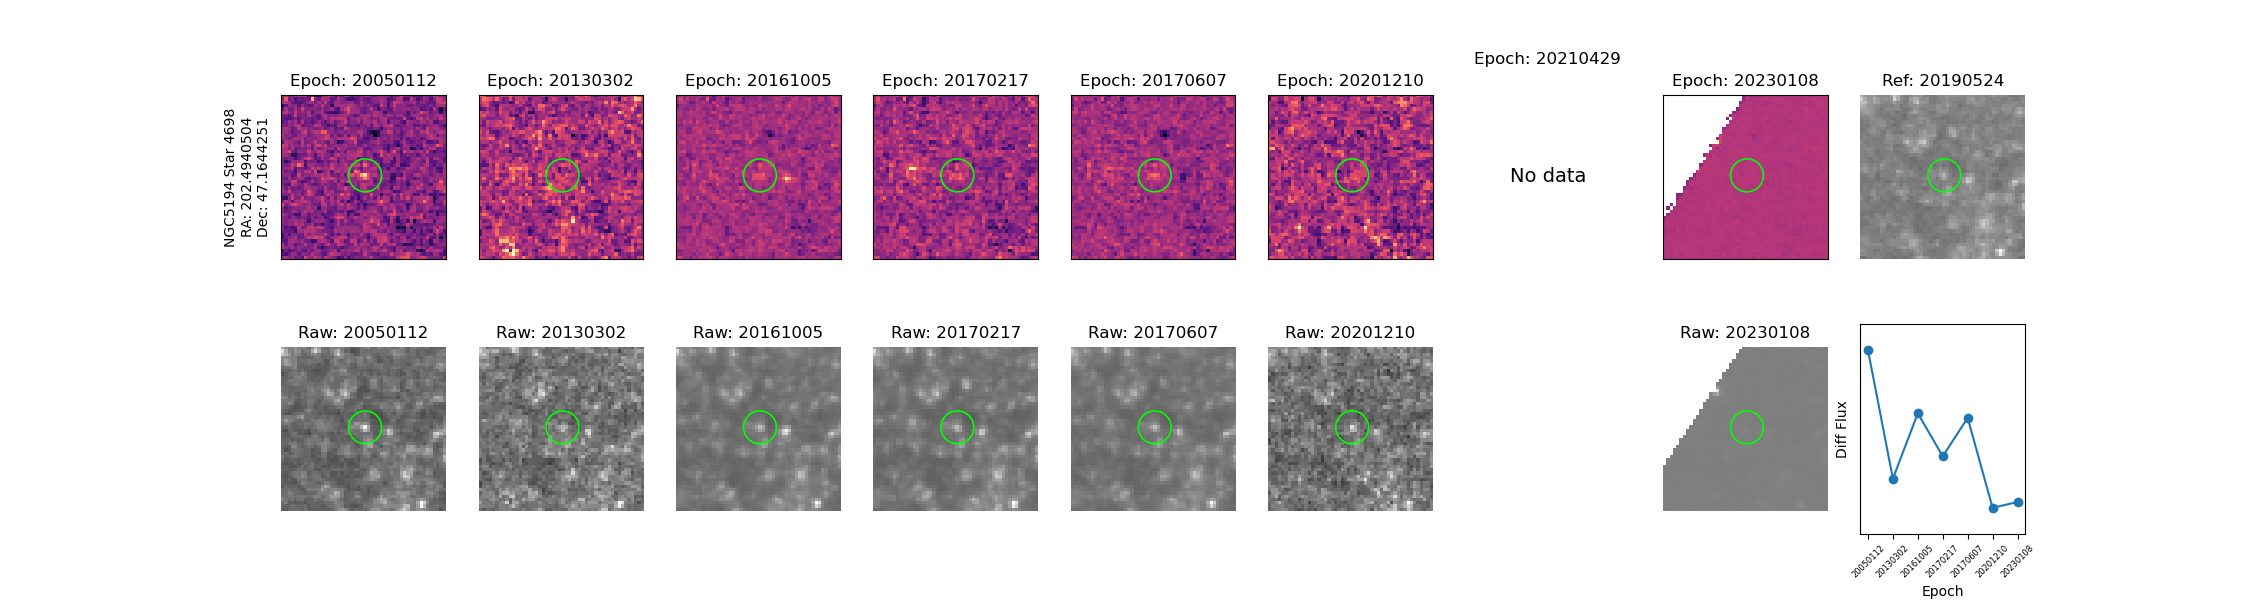 Epoch: 20210429
Epoch: 20050112
Epoch: 20130302
Epoch: 20161005
Epoch: 20170217
Epoch: 20170607
Epoch: 20201210
Epoch: 20230108
Ref: 20190524
NGC5194 Star 4698
RA: 202.4940504
Dec: 47.1644251
No data
Raw: 20050112
Raw: 20130302
Raw: 20161005
Raw: 20170217
Raw: 20170607
Raw: 20201210
Raw: 20230108
Diff Flux
20050112
20130302
20161005
20170217
20170607
20201210
20230108
Epoch